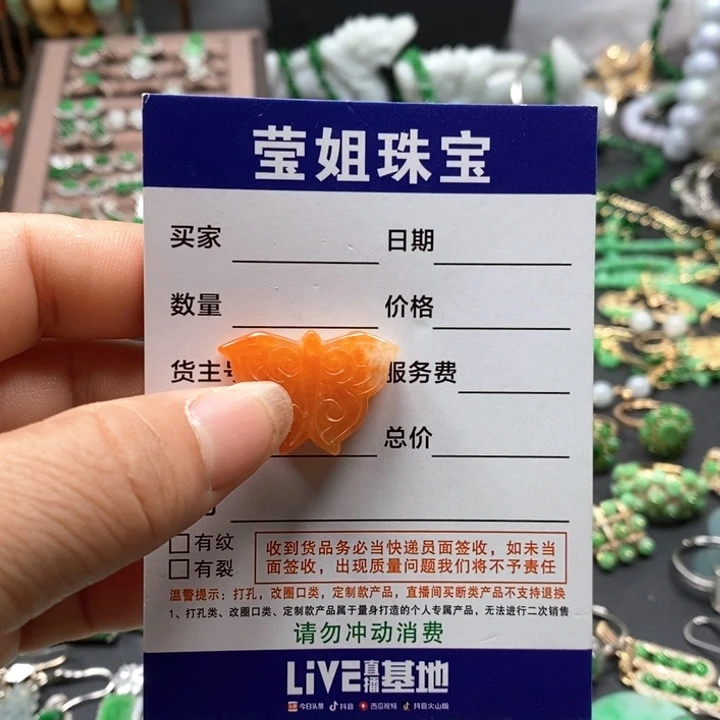 莹姐珠宝
买家 日期
数量 价格
货主号 服务费
总价
有纹
有裂
收到货品务必当快递员面签收，如未当
面签收，出现质量问题我们将不予责任
温警提示：打孔，改圈口类，定制款产品，直播间买断类产品不支持退换
1、打孔类、改圈口类、定制款产品属于量身打造的个人专属产品，无法进行二次销售
请勿冲动消费
LiVE直播基地
今日头条 抖音 西瓜视频 抖音火山版